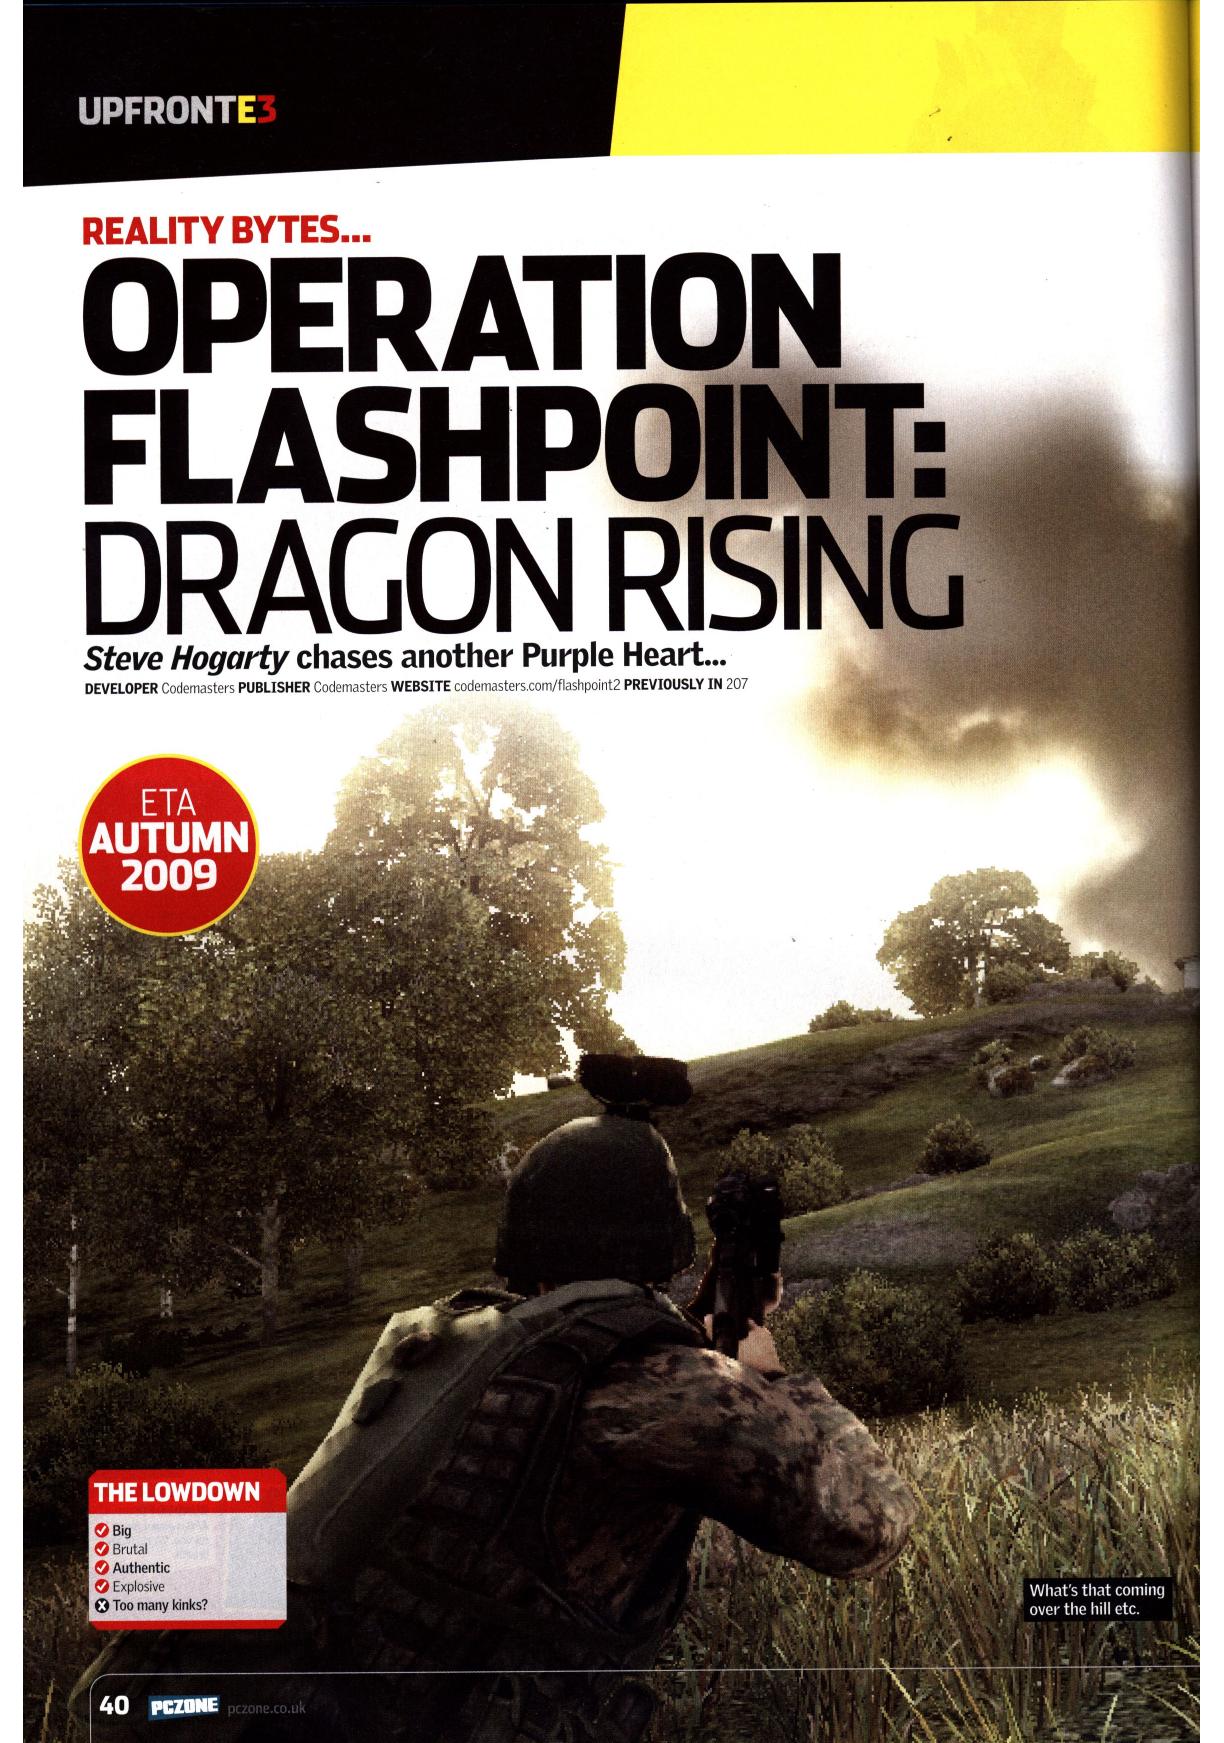 UPFRONTE3
REALITY BYTES...
OPERATION
FLASHPOINT:
DRAGON RISING
Steve Hogarty chases another Purple Heart...
DEVELOPER Codemasters PUBLISHER Codemasters WEBSITE codemasters.com/flashpoint2 PREVIOUSLY IN 207
ETA
AUTUMN
2009
THE LOWDOWN
Big
Brutal
Authentic
Explosive
Too many kinks?
What's that coming
over the hill etc.
40 PCZONE pczone.co.uk